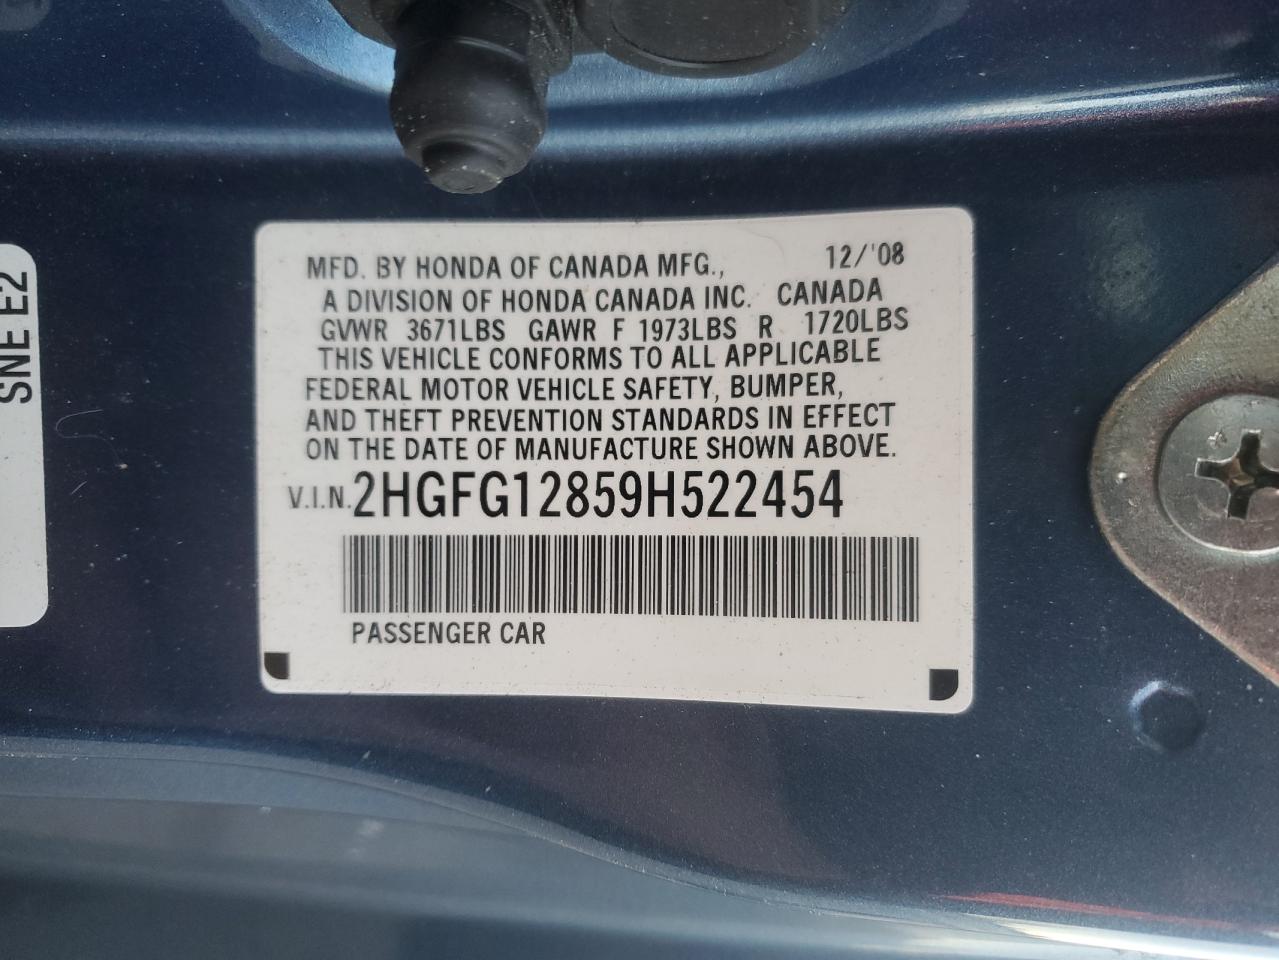 MFD. BY HONDA OF CANADA MFG., 12/'08
A DIVISION OF HONDA CANADA INC. CANADA
GVWR 3671LBS GAWR F 1973LBS R 1720LBS
THIS VEHICLE CONFORMS TO ALL APPLICABLE
FEDERAL MOTOR VEHICLE SAFETY, BUMPER,
AND THEFT PREVENTION STANDARDS IN EFFECT
ON THE DATE OF MANUFACTURE SHOWN ABOVE.
V.I.N. 2HGFG12859H522454
PASSENGER CAR
SNE E2